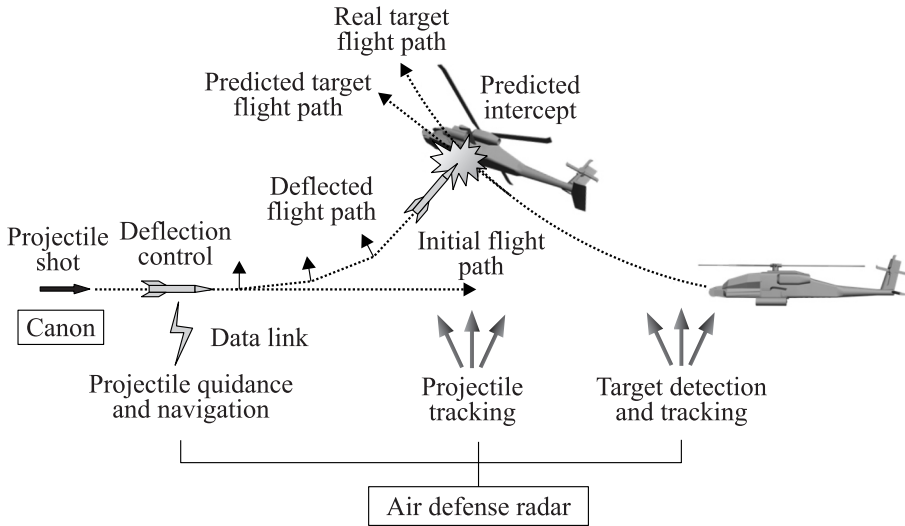 Real target
flight path
Predicted target
flight path
Predicted
intercept
Deflected
flight path
Projectile
shot
Deflection
control
Initial flight
path
Canon
Data link
Projectile quidance
and navigation
Projectile
tracking
Target detection
and tracking
Air defense radar